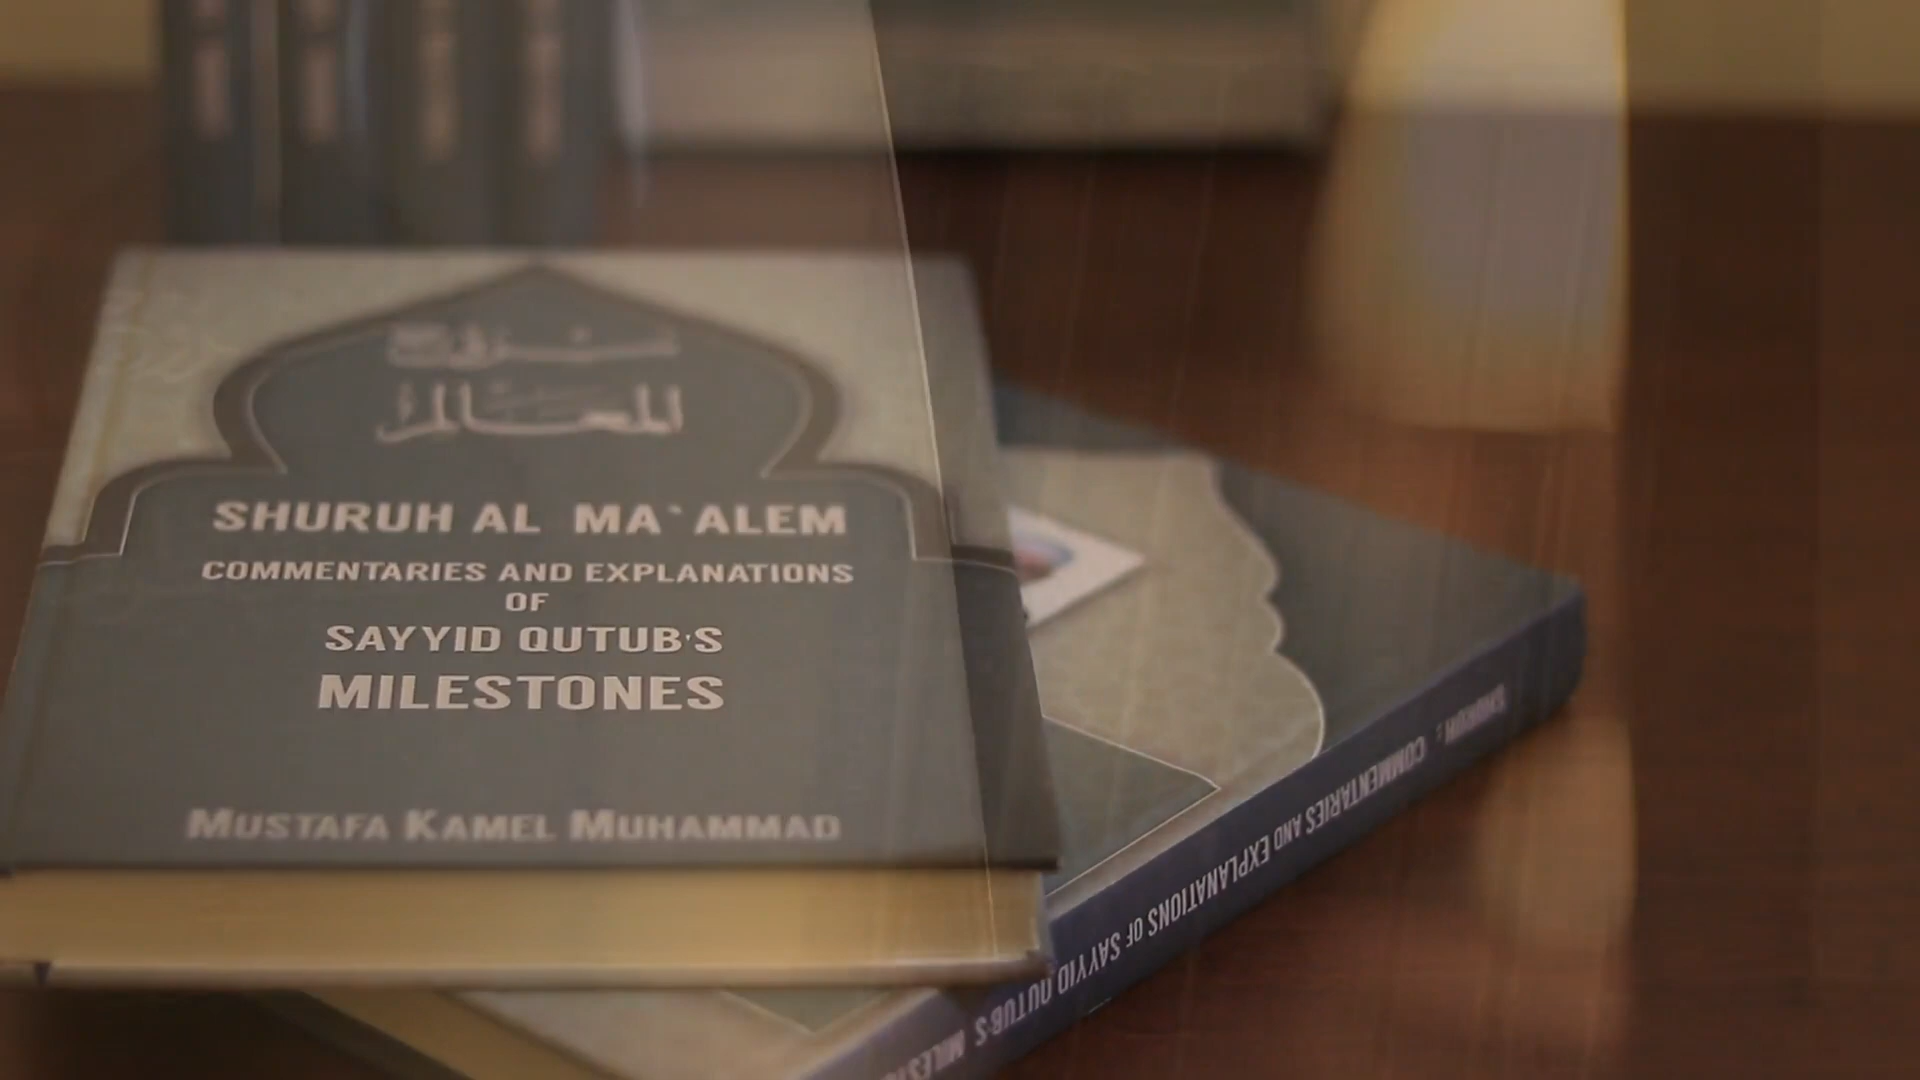 شروح
المعالم
SHURUH AL MA`ALEM
COMMENTARIES AND EXPLANATIONS
OF
SAYYID QUTUB'S
MILESTONES
MUSTAFA KAMEL MUHAMMAD
SHURUH : COMMENTARIES AND EXPLANATIONS OF SAYYID QUTUB'S